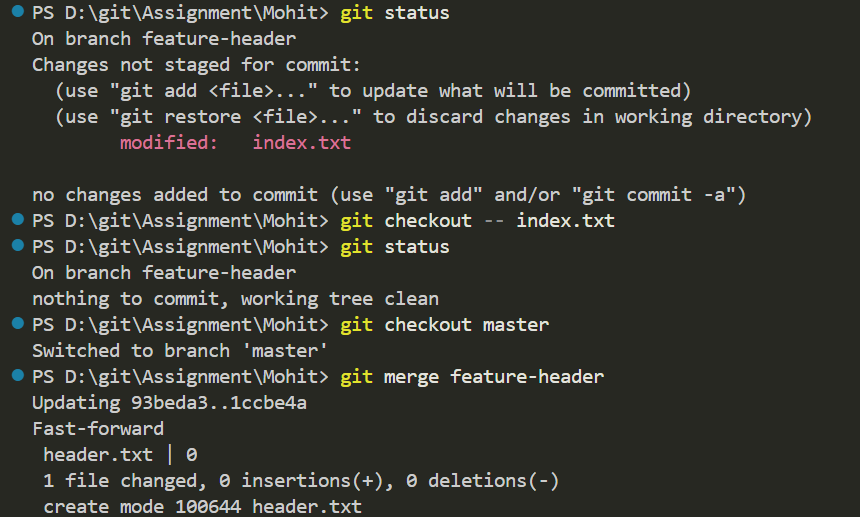 PS D:\git\Assignment\Mohit> git status
On branch feature-header
Changes not staged for commit:
  (use "git add <file>..." to update what will be committed)
  (use "git restore <file>..." to discard changes in working directory)
        modified:   index.txt

no changes added to commit (use "git add" and/or "git commit -a")
PS D:\git\Assignment\Mohit> git checkout -- index.txt
PS D:\git\Assignment\Mohit> git status
On branch feature-header
nothing to commit, working tree clean
PS D:\git\Assignment\Mohit> git checkout master
Switched to branch 'master'
PS D:\git\Assignment\Mohit> git merge feature-header
Updating 93beda3..1ccbe4a
Fast-forward
 header.txt | 0
 1 file changed, 0 insertions(+), 0 deletions(-)
 create mode 100644 header.txt